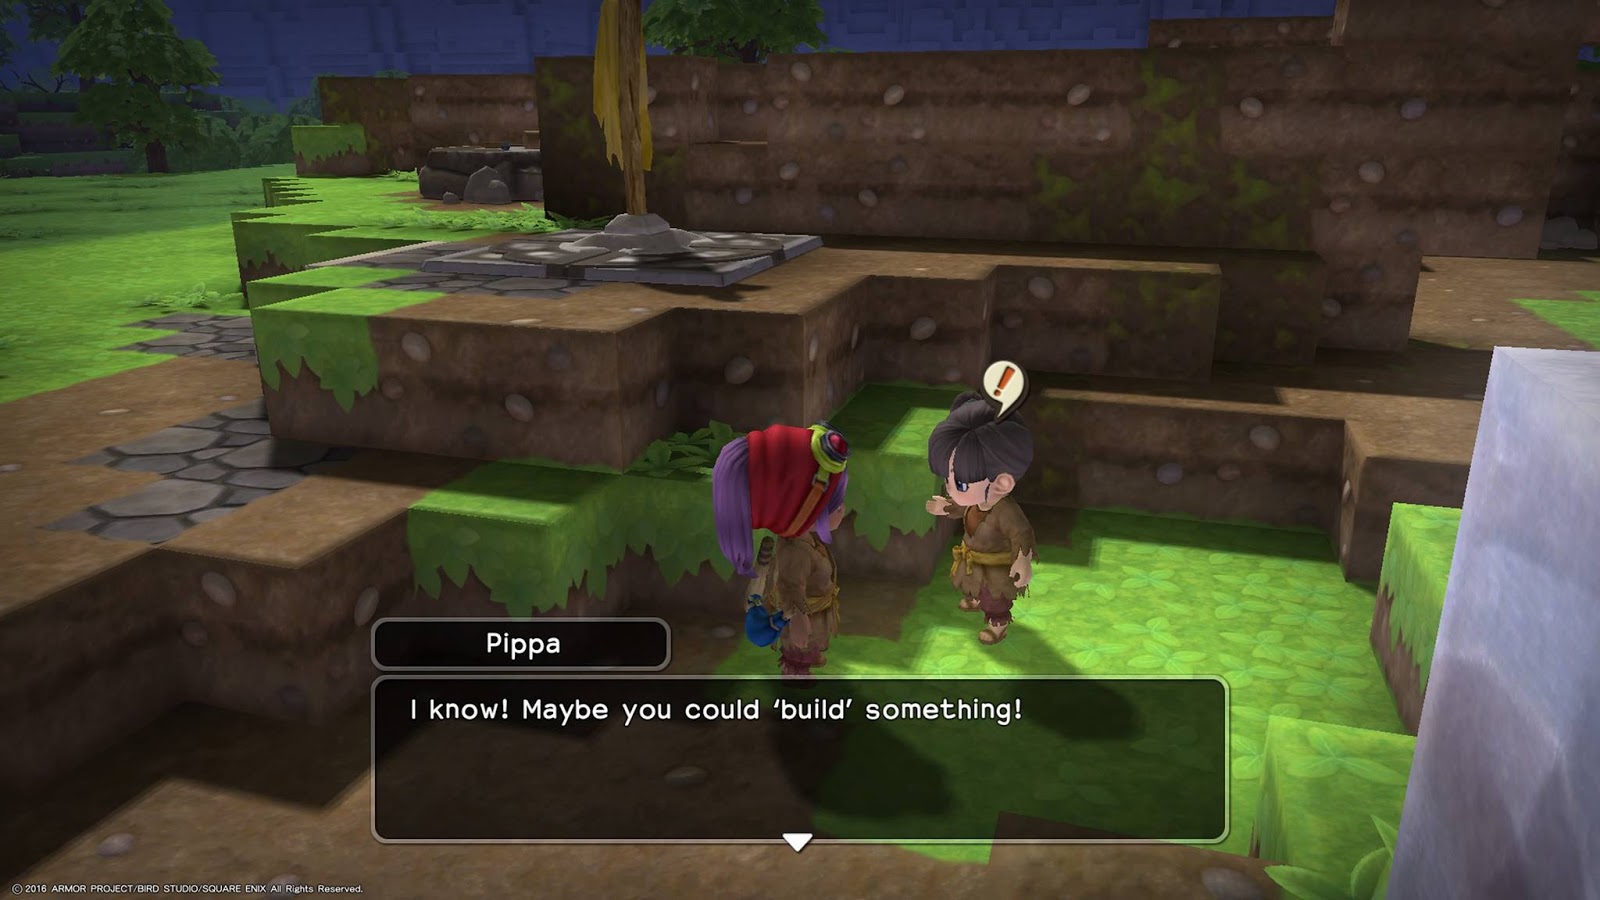 Pippa
I know! Maybe you could ‘build’ something!
© 2016 ARMOR PROJECT/BIRD STUDIO/SQUARE ENIX All Rights Reserved.